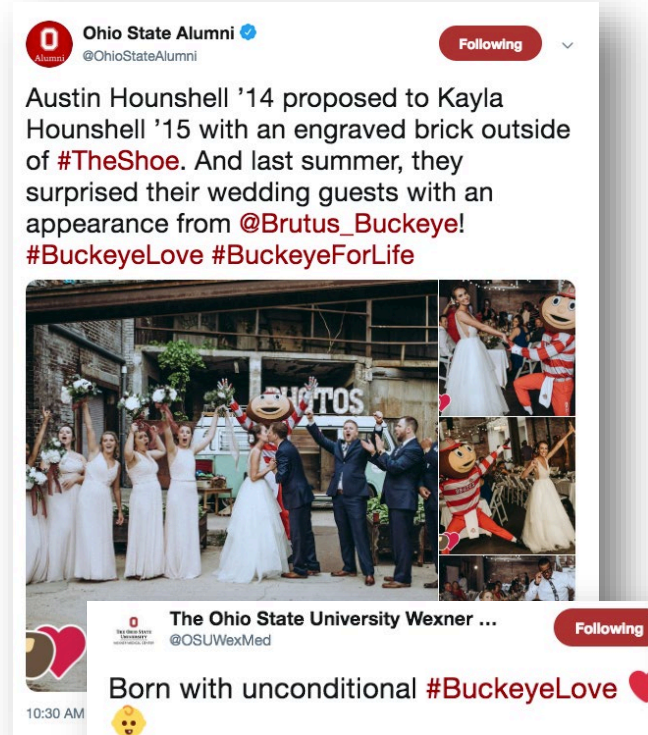 Ohio State Alumni
@OhioStateAlumni
Following
Austin Hounshell ’14 proposed to Kayla
Hounshell ’15 with an engraved brick outside
of #TheShoe. And last summer, they
surprised their wedding guests with an
appearance from @Brutus_Buckeye!
#BuckeyeLove #BuckeyeForLife
PHOTOS
10:30 AM
The Ohio State University Wexner ...
@OSUWexMed
Following
Born with unconditional #BuckeyeLove